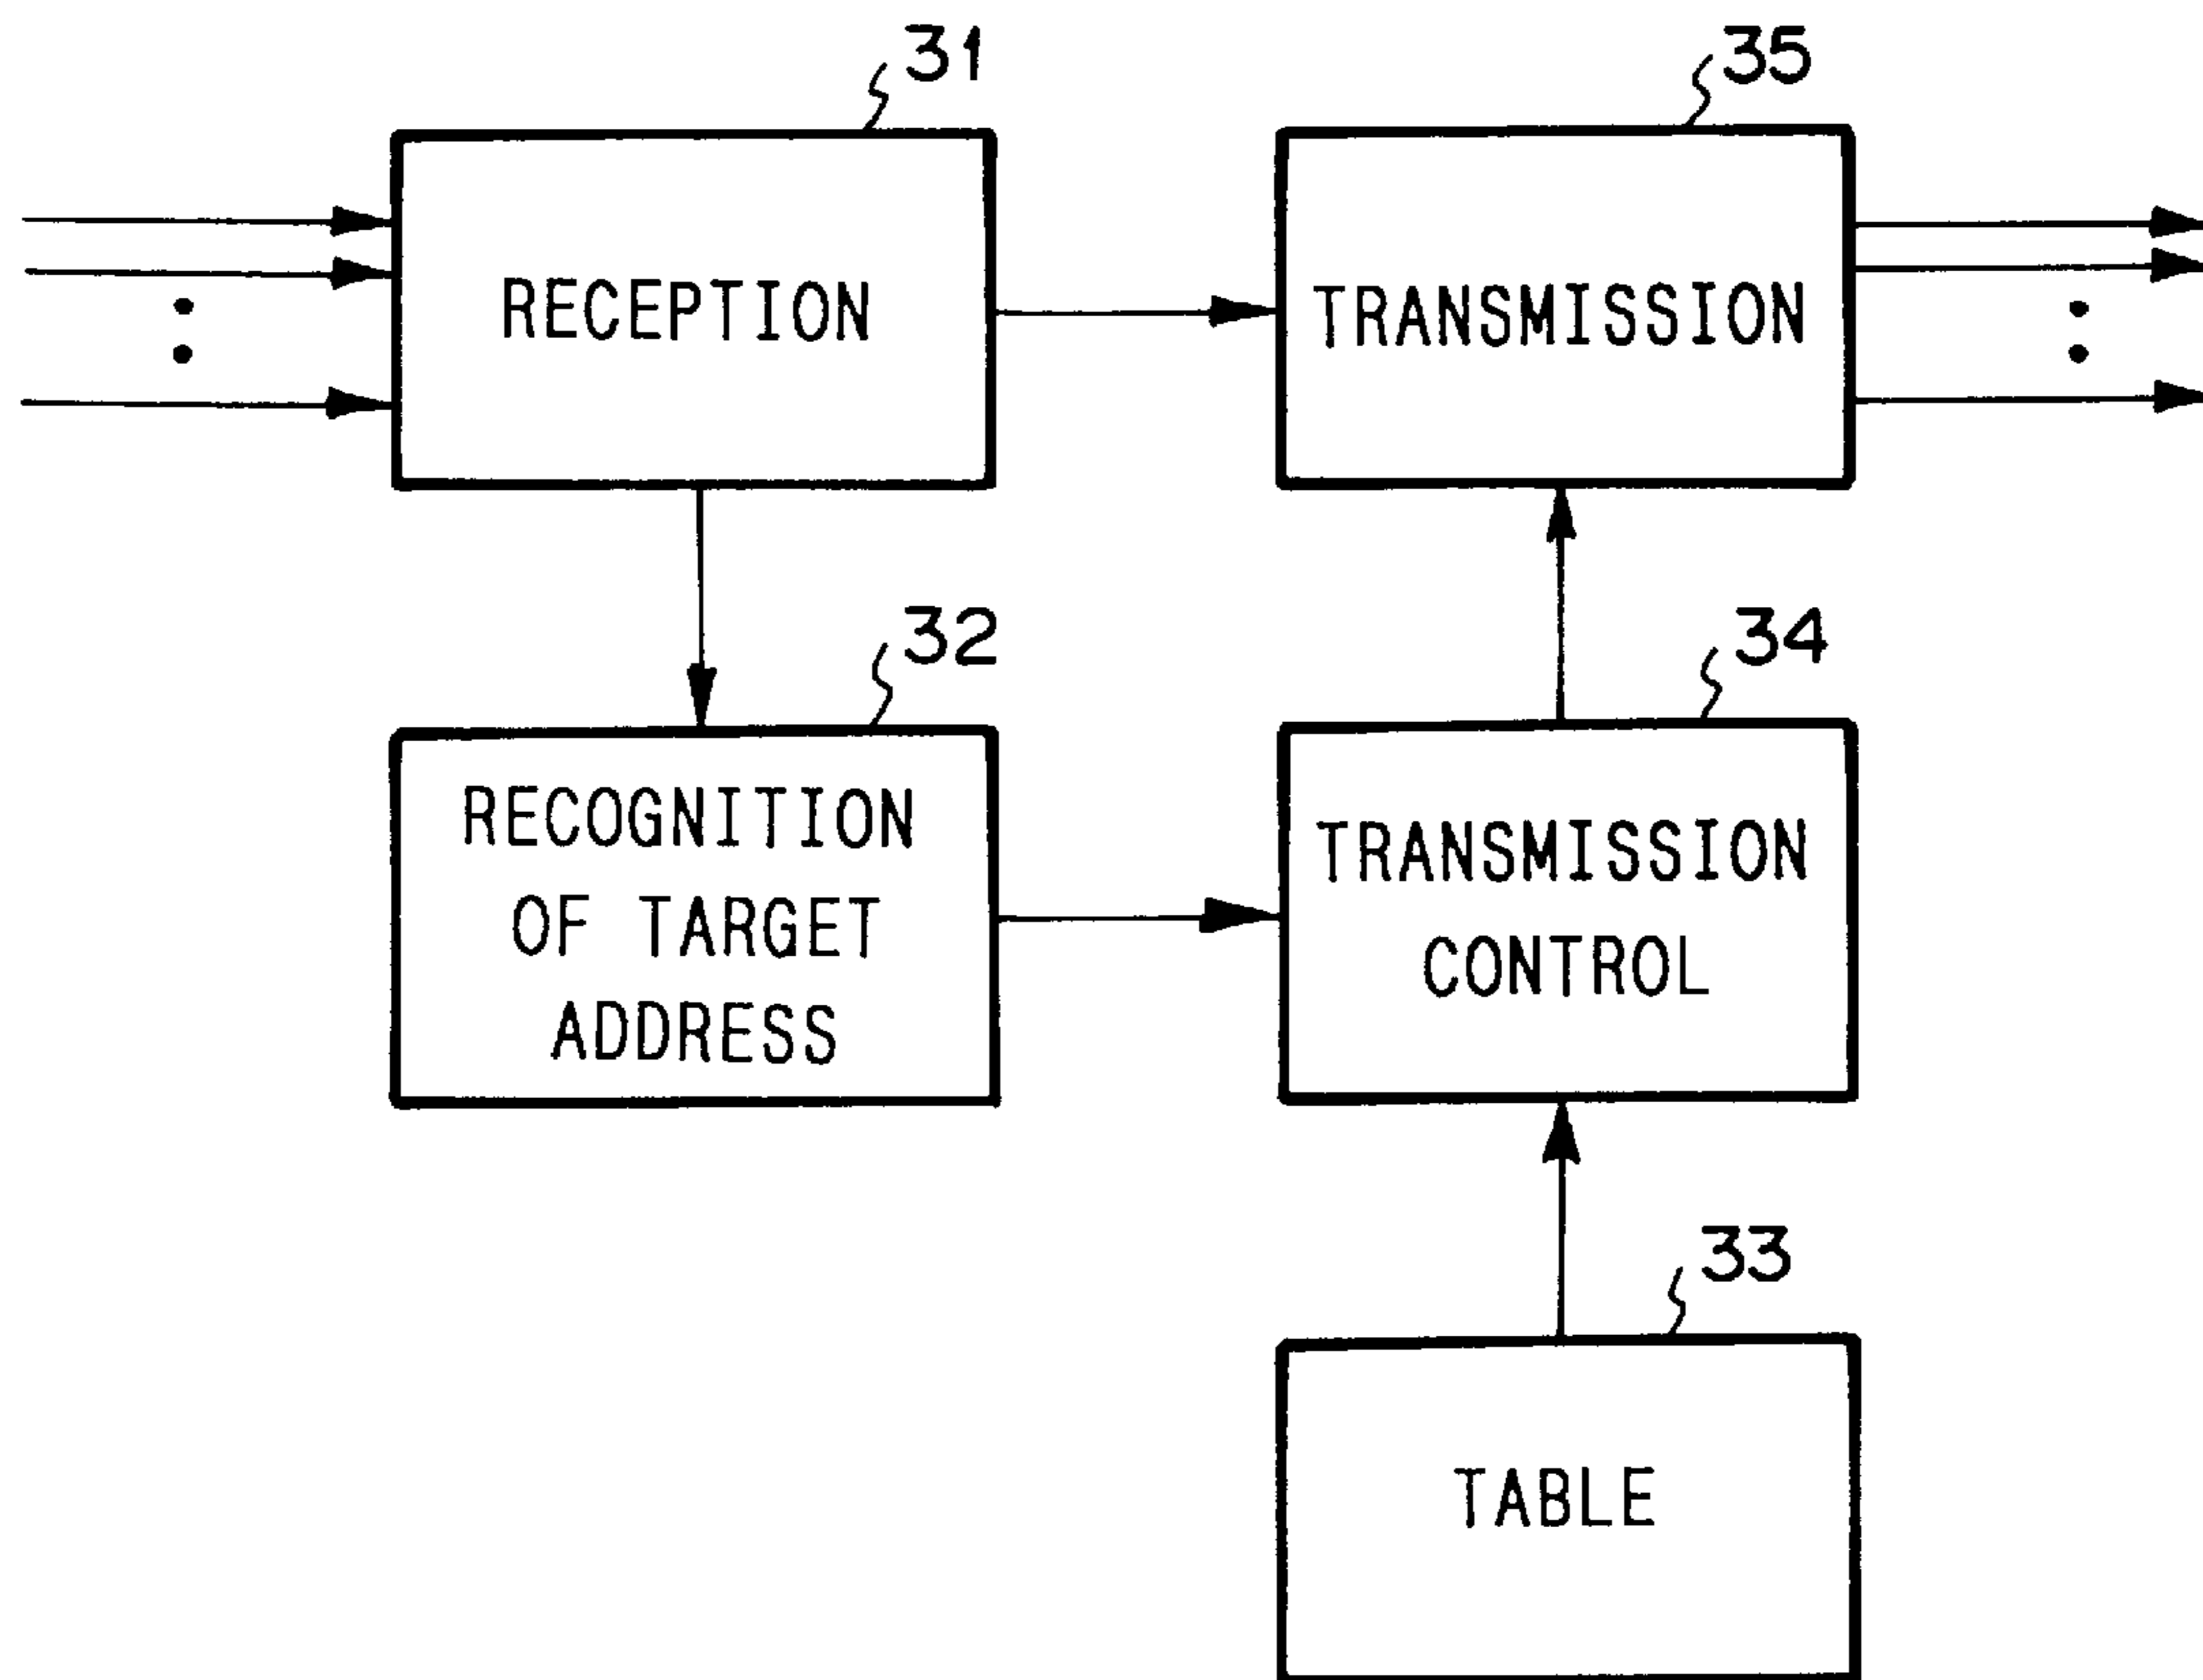 31
35
RECEPTION
TRANSMISSION
32
34
RECOGNITION
OF TARGET
ADDRESS
TRANSMISSION
CONTROL
33
TABLE